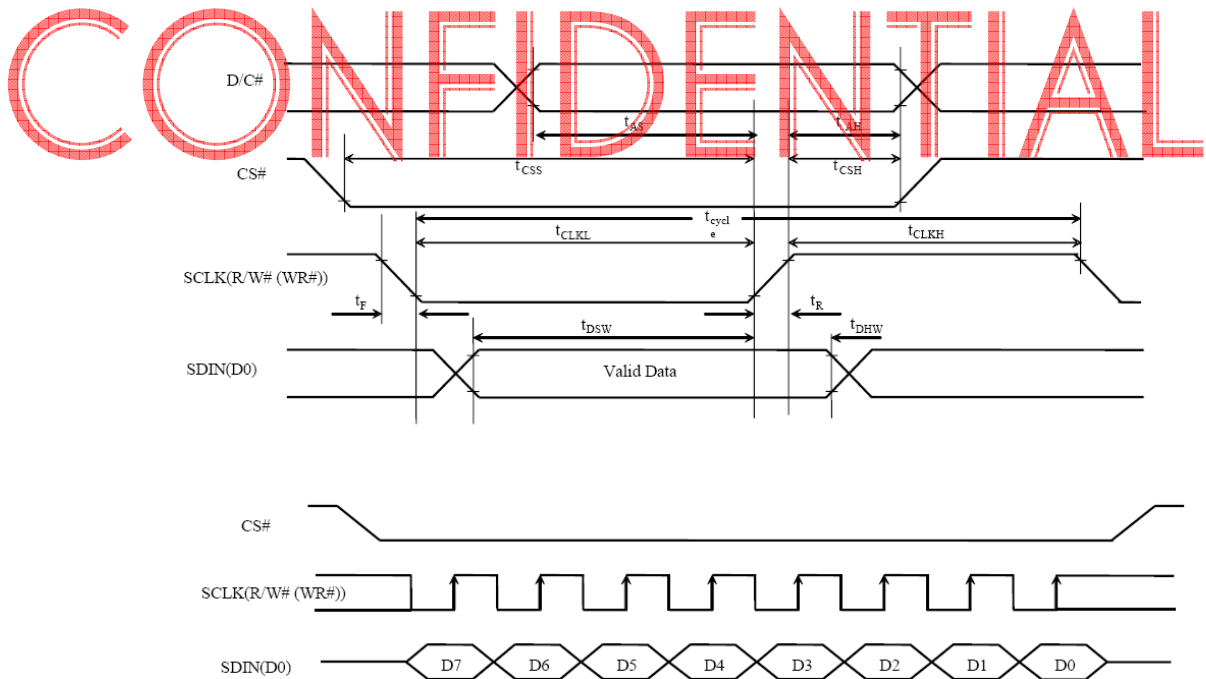 CONFIDENTIAL
D/C#
tAS
tAH
tCSS
tCSH
CS#
tcycl
e
tCLKL
tCLKH
SCLK(R/W# (WR#))
tF
tR
tDSW
tDHW
SDIN(D0)
Valid Data
CS#
SCLK(R/W# (WR#))
SDIN(D0)
D7 D6 D5 D4 D3 D2 D1 D0